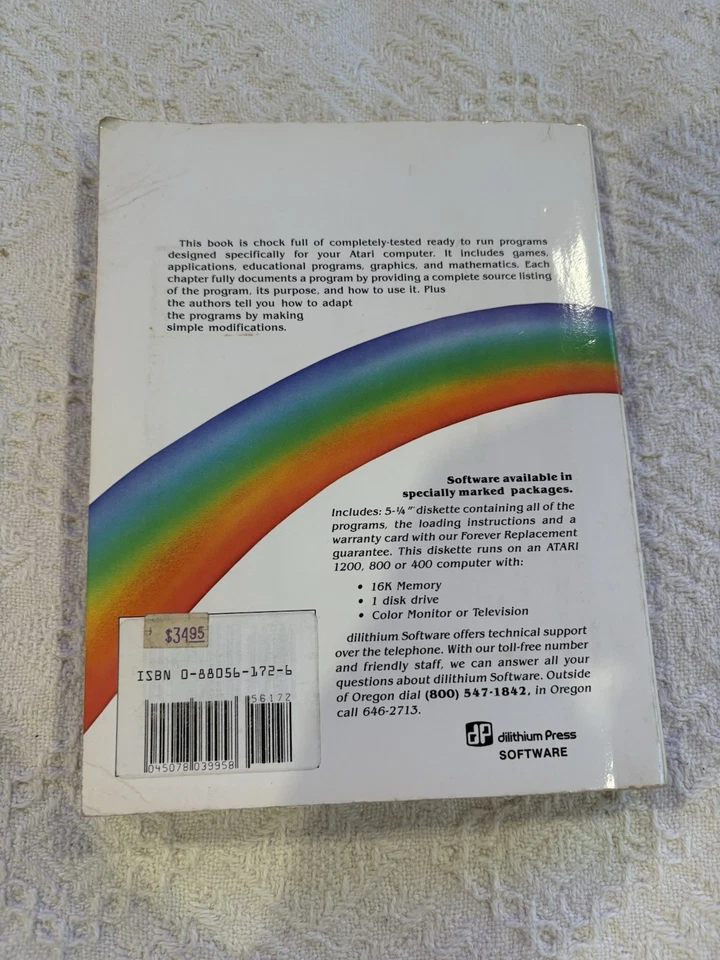 This book is chock full of completely-tested ready to run programs
designed specifically for your Atari computer. It includes games,
applications, educational programs, graphics, and mathematics. Each
chapter fully documents a program by providing a complete source listing
of the program, its purpose, and how to use it. Plus
the authors tell you how to adapt
the programs by making
simple modifications.
Software available in
specially marked packages.
Includes: 5-¼" diskette containing all of the
programs, the loading instructions and a
warranty card with our Forever Replacement
guarantee. This diskette runs on an ATARI
1200, 800 or 400 computer with:
• 16K Memory
• 1 disk drive
• Color Monitor or Television
dilithium Software offers technical support
over the telephone. With our toll-free number
and friendly staff, we can answer all your
questions about dilithium Software. Outside
of Oregon dial (800) 547-1842, in Oregon
call 646-2713.
dP dilithium Press
SOFTWARE
$34.95
ISBN 0-88056-172-6
56172
045078 039958